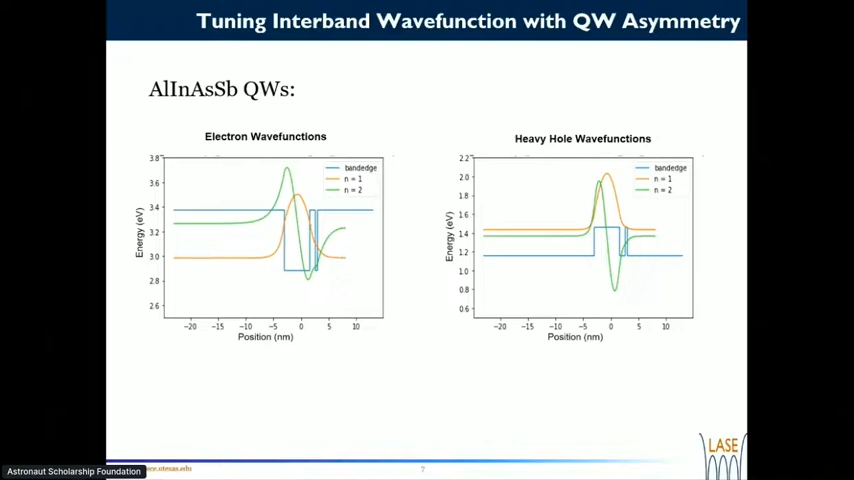 Tuning Interband Wavefunction with QW Asymmetry
AlInAsSb QWs:
Electron Wavefunctions
3.8
3.6
3.4
3.2
3.0
2.8
2.6
Energy (eV)
bandedge
n = 1
n = 2
−20 −15 −10 −5 0 5 10
Position (nm)
Heavy Hole Wavefunctions
2.2
2.0
1.8
1.6
1.4
1.2
1.0
0.8
0.6
Energy (eV)
bandedge
n = 1
n = 2
−20 −15 −10 −5 0 5 10
Position (nm)
LASE
Astronaut Scholarship Foundation
ece.utexas.edu
7